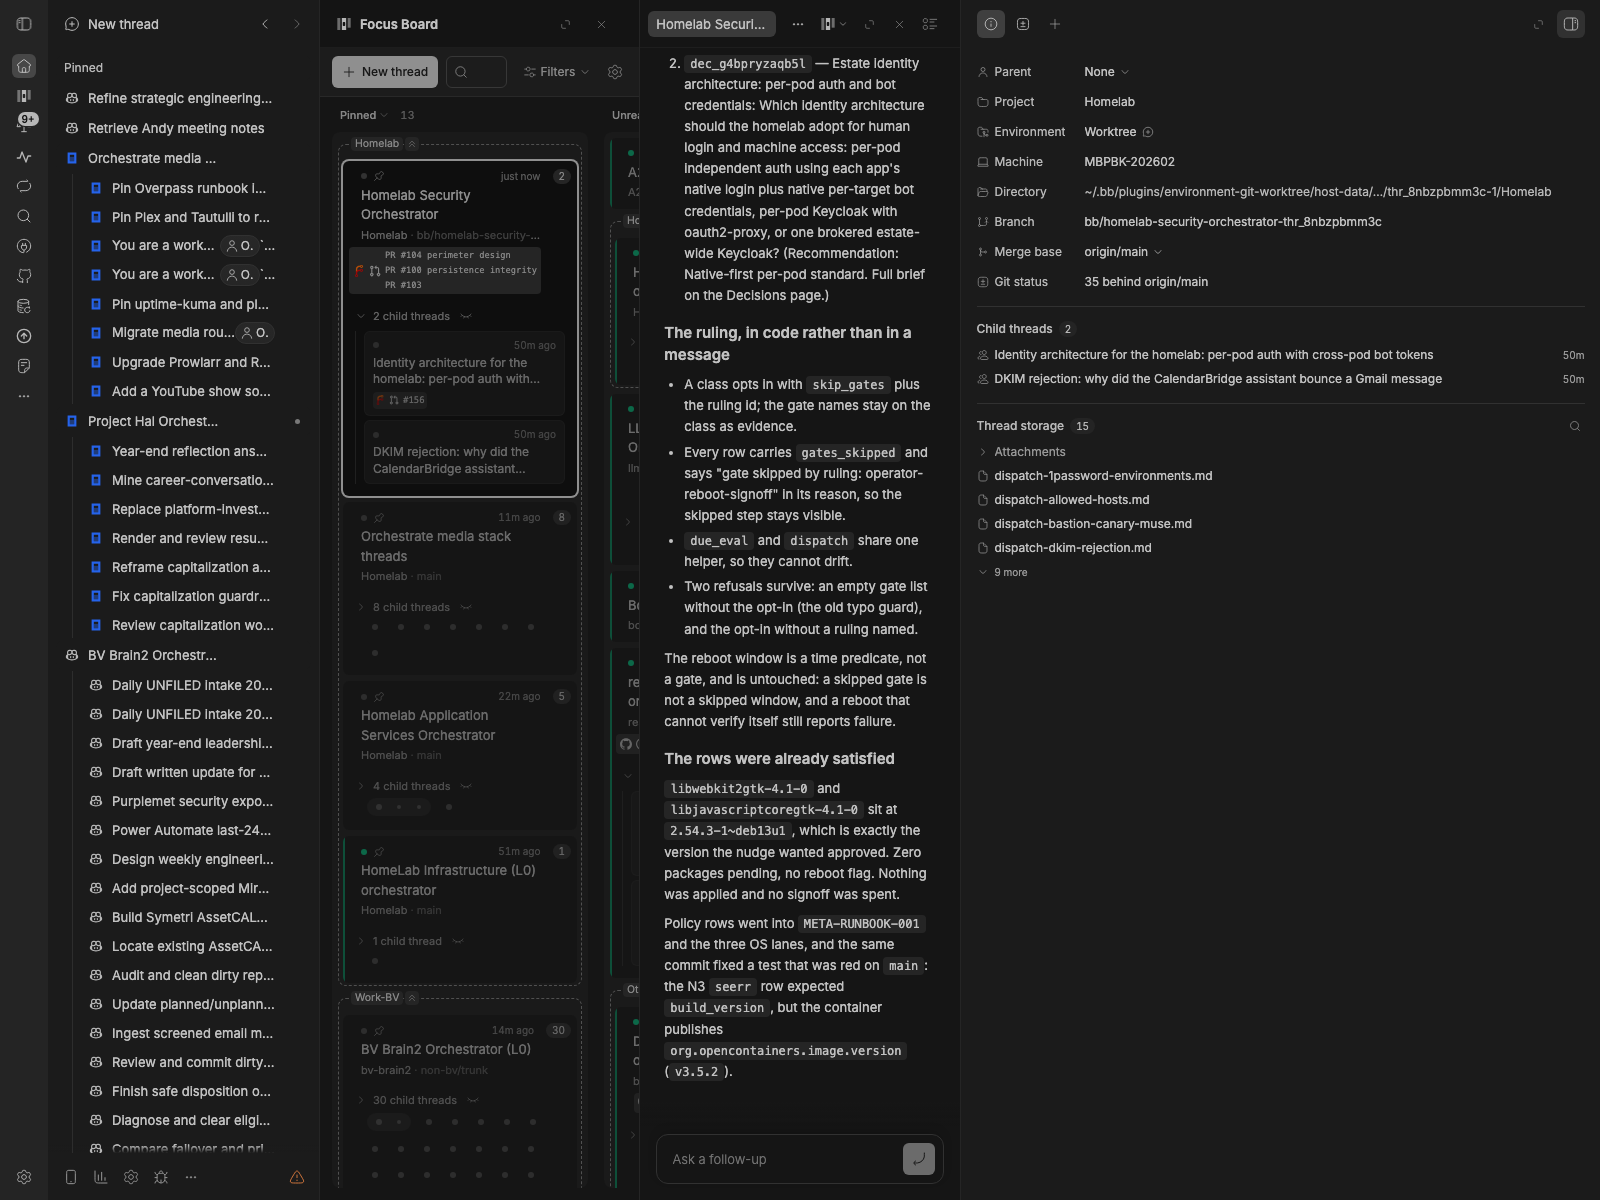 New thread
Pinned
Refine strategic engineering...
Retrieve Andy meeting notes
9+
Orchestrate media ...
Pin Overpass runbook i...
Pin Plex and Tautulli to r...
You are a work... O. `...
You are a work... O. `...
Pin uptime-kuma and pl...
Migrate media rou... O.
Upgrade Prowlarr and R...
Add a YouTube show so...
Project Hal Orchest...
Year-end reflection ans...
Mine career-conversatio...
Replace platform-invest...
Render and review resu...
Reframe capitalization a...
Fix capitalization guardr...
Review capitalization wo...
BV Brain2 Orchestr...
Daily UNFILED intake 20...
Daily UNFILED intake 20...
Draft year-end leadershi...
Draft written update for ...
Purplemet security expo...
Power Automate last-24...
Design weekly engineeri...
Add project-scoped Mir...
Build Symetri AssetCAL...
Locate existing AssetCA...
Audit and clean dirty rep...
Update planned/unplann...
Ingest screened email m...
Review and commit dirty...
Finish safe disposition o...
Diagnose and clear eligi...
Compare failover and pri...
Focus Board
New thread
Filters
Pinned 13
Homelab
just now 2
Homelab Security
Orchestrator
Homelab · bb/homelab-security-...
PR #104 perimeter design
PR #100 persistence integrity
PR #103
2 child threads
50m ago
Identity architecture for the
homelab: per-pod auth with...
#156
50m ago
DKIM rejection: why did the
CalendarBridge assistant...
11m ago 8
Orchestrate media stack
threads
Homelab · main
8 child threads
22m ago 5
Homelab Application
Services Orchestrator
Homelab · main
4 child threads
51m ago 1
HomeLab Infrastructure (L0)
orchestrator
Homelab · main
1 child thread
Work-BV
14m ago 30
BV Brain2 Orchestrator (L0)
bv-brain2 · non-bv/trunk
30 child threads
Homelab Securi...
2. dec_g4bpryzaqb5l — Estate identity
architecture: per-pod auth and bot
credentials: Which identity architecture
should the homelab adopt for human
login and machine access: per-pod
independent auth using each app's
native login plus native per-target bot
credentials, per-pod Keycloak with
oauth2-proxy, or one brokered estate-
wide Keycloak? (Recommendation:
Native-first per-pod standard. Full brief
on the Decisions page.)
The ruling, in code rather than in a
message
• A class opts in with skip_gates plus
the ruling id; the gate names stay on the
class as evidence.
• Every row carries gates_skipped and
says "gate skipped by ruling: operator-
reboot-signoff" in its reason, so the
skipped step stays visible.
• due_eval and dispatch share one
helper, so they cannot drift.
• Two refusals survive: an empty gate list
without the opt-in (the old typo guard),
and the opt-in without a ruling named.
The reboot window is a time predicate, not
a gate, and is untouched: a skipped gate is
not a skipped window, and a reboot that
cannot verify itself still reports failure.
The rows were already satisfied
libwebkit2gtk-4.1-0 and
libjavascriptcoregtk-4.1-0 sit at
2.54.3-1~deb13u1, which is exactly the
version the nudge wanted approved. Zero
packages pending, no reboot flag. Nothing
was applied and no signoff was spent.
Policy rows went into META-RUNBOOK-001
and the three OS lanes, and the same
commit fixed a test that was red on main:
the N3 seerr row expected
build_version, but the container
publishes
org.opencontainers.image.version
(v3.5.2).
Ask a follow-up
Parent None
Project Homelab
Environment Worktree
Machine MBPBK-202602
Directory ~/.bb/plugins/environment-git-worktree/host-data/.../thr_8nbzpbmm3c-1/Homelab
Branch bb/homelab-security-orchestrator-thr_8nbzpbmm3c
Merge base origin/main
Git status 35 behind origin/main
Child threads 2
Identity architecture for the homelab: per-pod auth with cross-pod bot tokens 50m
DKIM rejection: why did the CalendarBridge assistant bounce a Gmail message 50m
Thread storage 15
Attachments
dispatch-1password-environments.md
dispatch-allowed-hosts.md
dispatch-bastion-canary-muse.md
dispatch-dkim-rejection.md
9 more